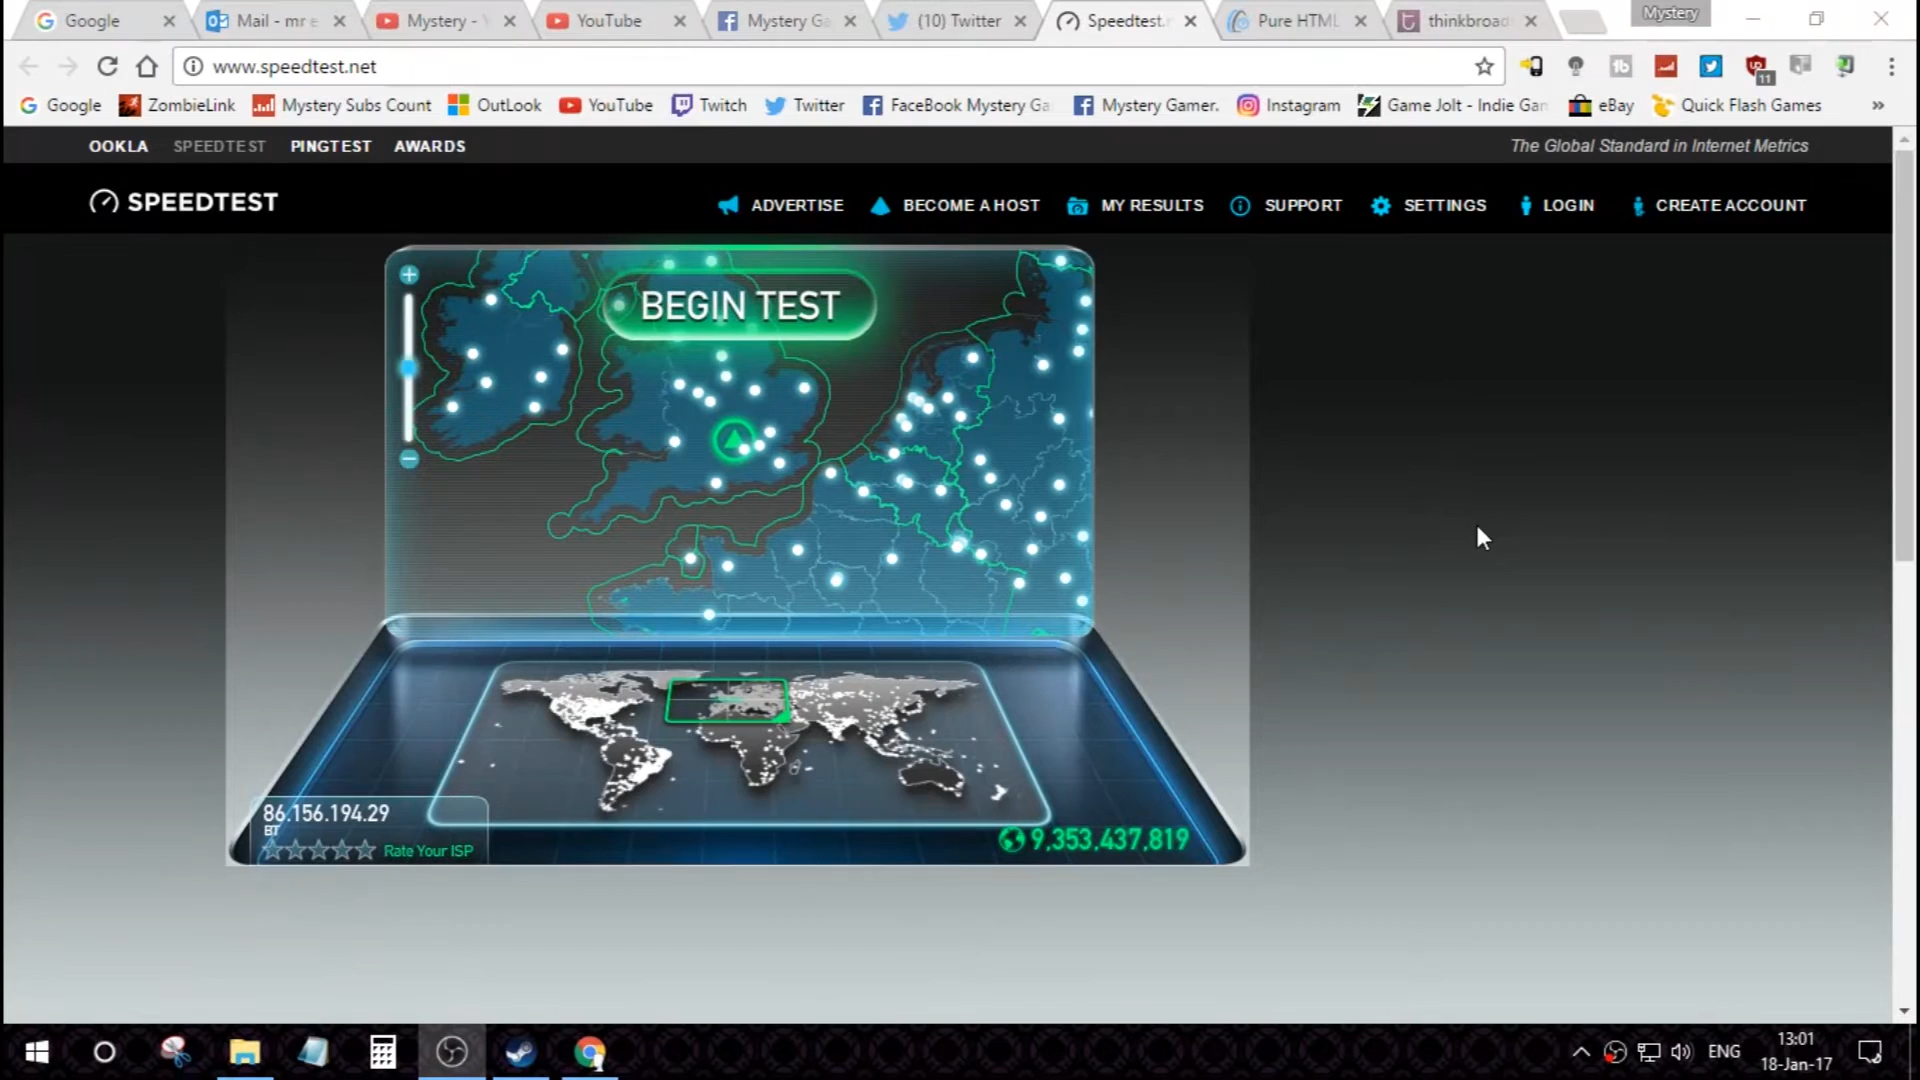 Google
Mail - mr e
Mystery -
YouTube
Mystery Ga
(10) Twitter
Speedtest.
Pure HTML
thinkbroad
Mystery
www.speedtest.net
11
Google
ZombieLink
Mystery Subs Count
OutLook
YouTube
Twitch
Twitter
FaceBook Mystery Ga
Mystery Gamer.
Instagram
Game Jolt - Indie Gam
eBay
Quick Flash Games
»
OOKLA
SPEEDTEST
PINGTEST
AWARDS
The Global Standard in Internet Metrics
SPEEDTEST
ADVERTISE
BECOME A HOST
MY RESULTS
SUPPORT
SETTINGS
LOGIN
CREATE ACCOUNT
BEGIN TEST
86.156.194.29
BT
Rate Your ISP
9,353,437,819
ENG
13:01
18-Jan-17